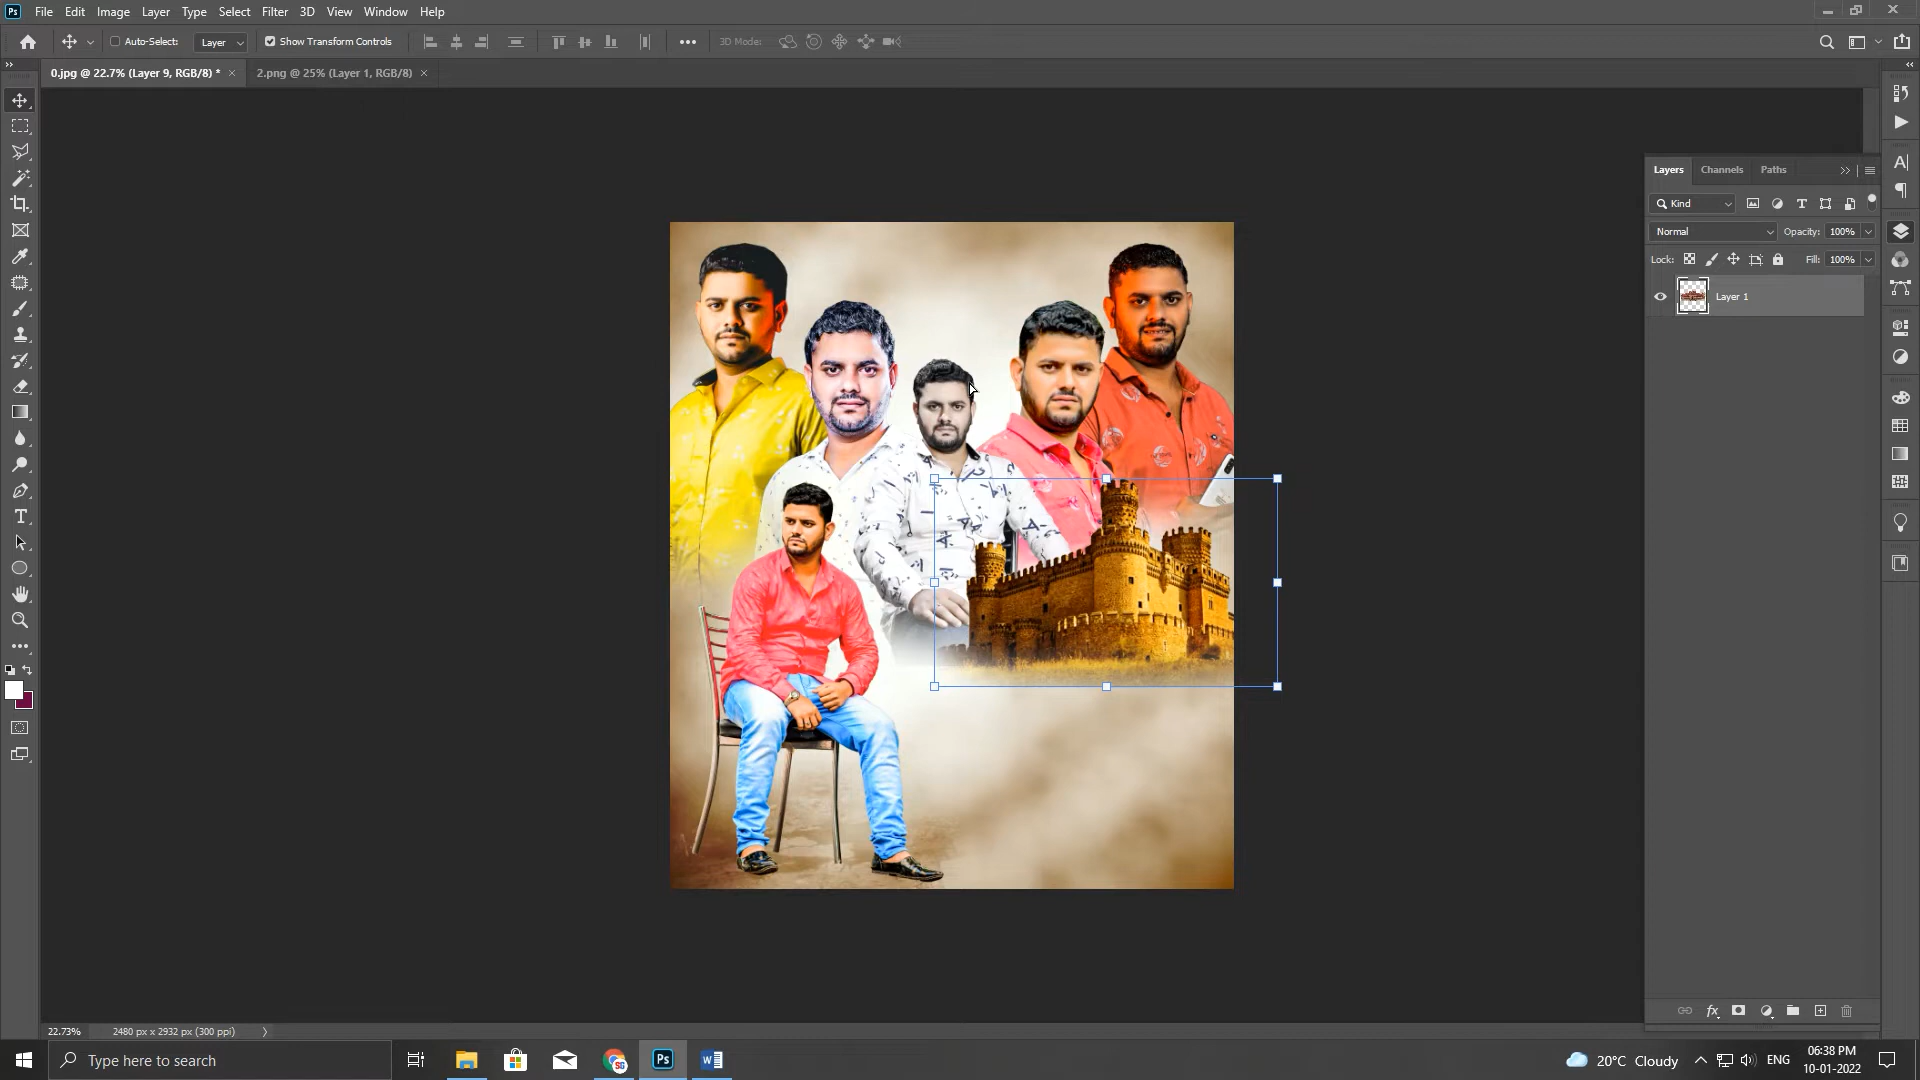 Ps File Edit Image Layer Type Select Filter 3D View Window Help
Auto-Select: Layer Show Transform Controls 3D Mode:
0.jpg @ 22.7% (Layer 9, RGB/8) * × 2.png @ 25% (Layer 1, RGB/8) ×
Layers Channels Paths
Kind
Normal Opacity: 100%
Lock: Fill: 100%
Layer 1
22.73% 2480 px x 2932 px (300 ppi)
Type here to search
Ps
20°C Cloudy
ENG
06:38 PM
10-01-2022